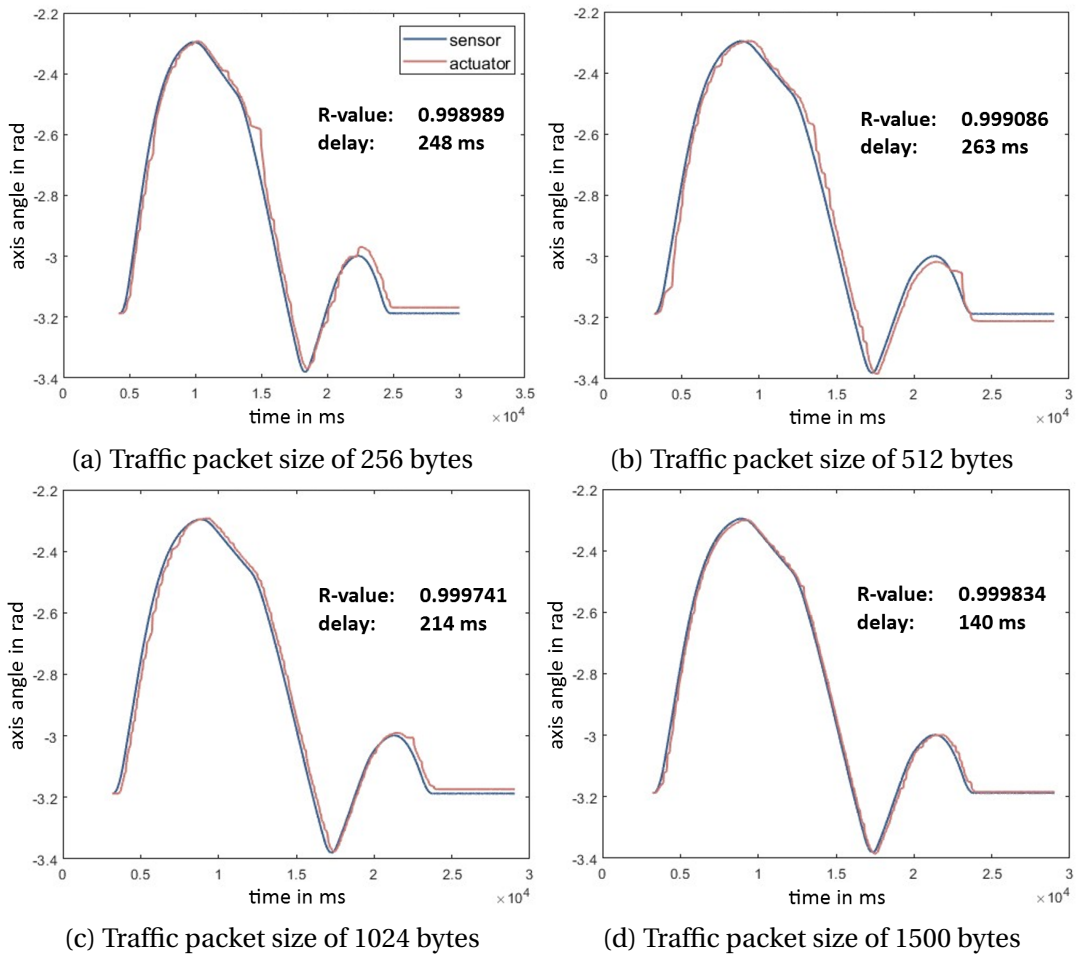 -2.2
-2.4
-2.6
-2.8
-3
-3.2
-3.4
axis angle in rad
sensor
actuator
R-value: 0.998989
delay: 248 ms
0 0.5 1 1.5 2 2.5 3 3.5
time in ms
×10⁴
(a) Traffic packet size of 256 bytes
-2.2
-2.4
-2.6
-2.8
-3
-3.2
-3.4
axis angle in rad
R-value: 0.999086
delay: 263 ms
0 0.5 1 1.5 2 2.5 3
time in ms
×10⁴
(b) Traffic packet size of 512 bytes
-2.2
-2.4
-2.6
-2.8
-3
-3.2
-3.4
axis angle in rad
R-value: 0.999741
delay: 214 ms
0 0.5 1 1.5 2 2.5 3
time in ms
×10⁴
(c) Traffic packet size of 1024 bytes
-2.2
-2.4
-2.6
-2.8
-3
-3.2
-3.4
axis angle in rad
R-value: 0.999834
delay: 140 ms
0 0.5 1 1.5 2 2.5 3
time in ms
×10⁴
(d) Traffic packet size of 1500 bytes